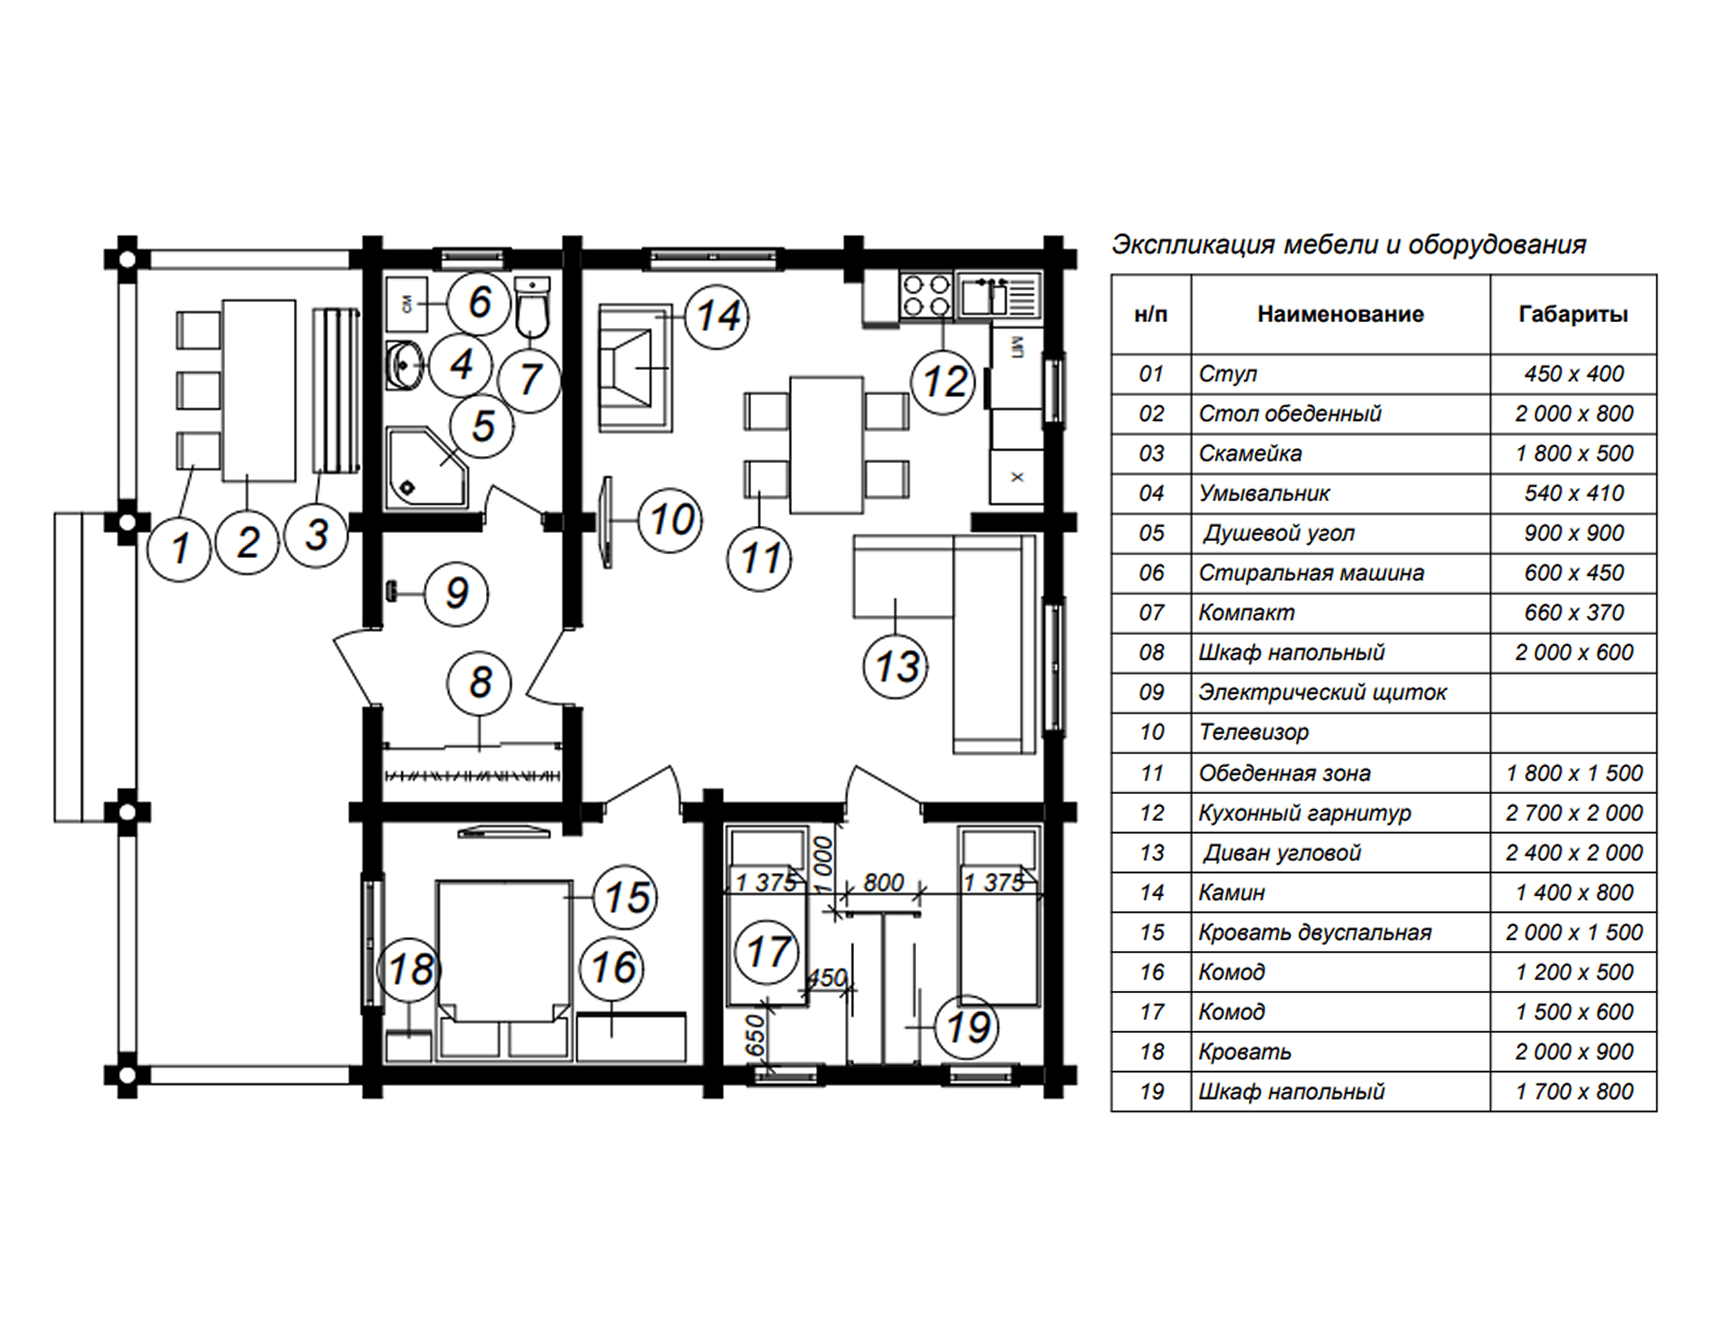 Экспликация мебели и оборудования
н/п Наименование Габариты
01 Стул 450 x 400
02 Стол обеденный 2 000 x 800
03 Скамейка 1 800 x 500
04 Умывальник 540 x 410
05 Душевой угол 900 x 900
06 Стиральная машина 600 x 450
07 Компакт 660 x 370
08 Шкаф напольный 2 000 x 600
09 Электрический щиток
10 Телевизор
11 Обеденная зона 1 800 x 1 500
12 Кухонный гарнитур 2 700 x 2 000
13 Диван угловой 2 400 x 2 000
14 Камин 1 400 x 800
15 Кровать двуспальная 2 000 x 1 500
16 Комод 1 200 x 500
17 Комод 1 500 x 600
18 Кровать 2 000 x 900
19 Шкаф напольный 1 700 x 800
6
14
СМ
МП
4
7
12
5
Х
10
1
2
3
11
9
13
8
1 000
1 375
800
1 375
15
17
18
16
450
19
650